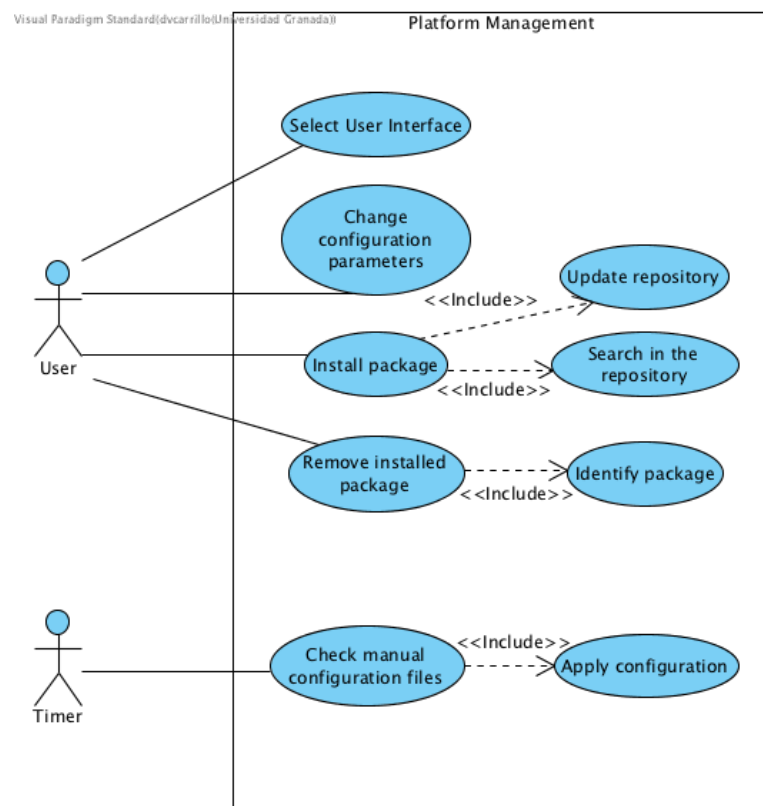 Visual Paradigm Standard(dvcarrillo(Universidad Granada))
Platform Management
Select User Interface
Change
configuration
parameters
Update repository
<<Include>>
Install package
Search in the
repository
<<Include>>
User
Remove installed
package
Identify package
<<Include>>
Check manual
configuration files
<<Include>>
Apply configuration
Timer